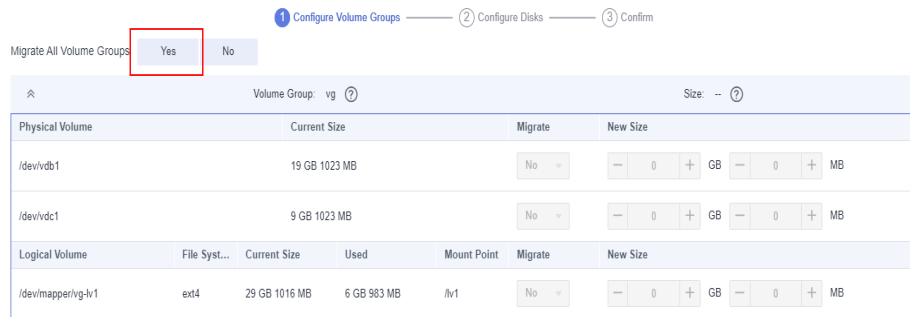 1 Configure Volume Groups 2 Configure Disks 3 Confirm
Migrate All Volume Groups Yes No
Volume Group: vg ? Size: -- ?
Physical Volume Current Size Migrate New Size
/dev/vdb1 19 GB 1023 MB No − 0 + GB − 0 + MB
/dev/vdc1 9 GB 1023 MB No − 0 + GB − 0 + MB
Logical Volume File Syst... Current Size Used Mount Point Migrate New Size
/dev/mapper/vg-lv1 ext4 29 GB 1016 MB 6 GB 983 MB /lv1 No − 0 + GB − 0 + MB